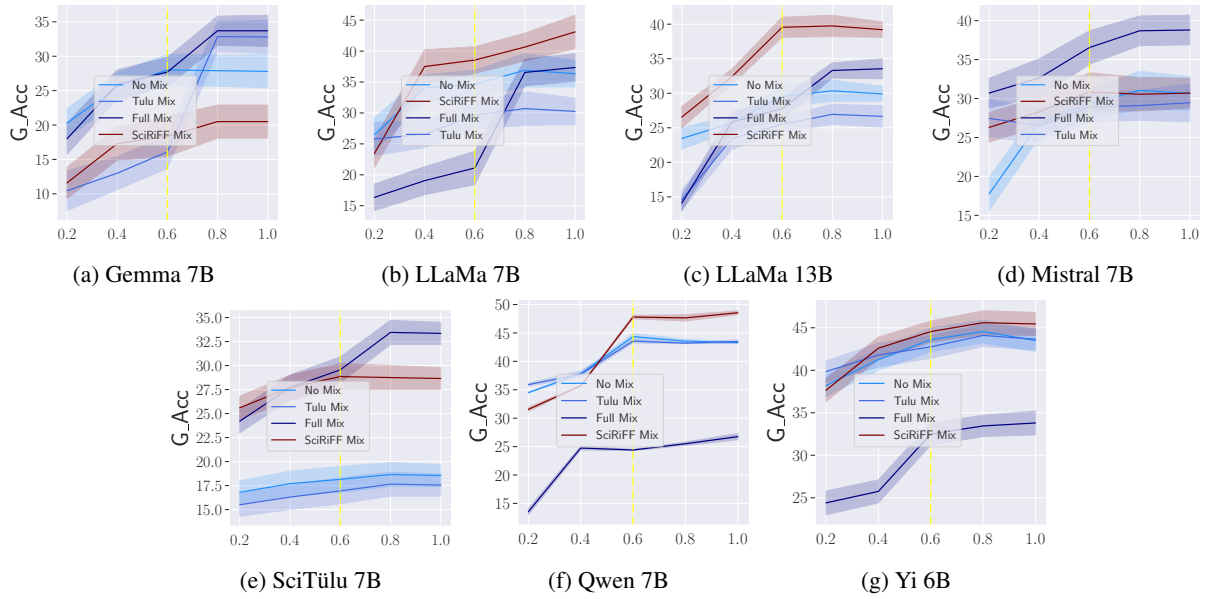 G_Acc
35
30
25
20
15
10
No Mix
Tulu Mix
Full Mix
SciRiFF Mix
0.2 0.4 0.6 0.8 1.0
(a) Gemma 7B
G_Acc
45
40
35
30
25
20
15
No Mix
SciRiFF Mix
Full Mix
Tulu Mix
0.2 0.4 0.6 0.8 1.0
(b) LLaMa 7B
G_Acc
40
35
30
25
20
15
No Mix
SciRiFF Mix
Full Mix
Tulu Mix
0.2 0.4 0.6 0.8 1.0
(c) LLaMa 13B
G_Acc
40
35
30
25
20
15
No Mix
SciRiFF Mix
Full Mix
Tulu Mix
0.2 0.4 0.6 0.8 1.0
(d) Mistral 7B
G_Acc
35.0
32.5
30.0
27.5
25.0
22.5
20.0
17.5
15.0
No Mix
Tulu Mix
Full Mix
SciRiFF Mix
0.2 0.4 0.6 0.8 1.0
(e) SciTülu 7B
G_Acc
50
45
40
35
30
25
20
15
No Mix
Tulu Mix
Full Mix
SciRiFF Mix
0.2 0.4 0.6 0.8 1.0
(f) Qwen 7B
G_Acc
45
40
35
30
25
No Mix
Tulu Mix
Full Mix
SciRiFF Mix
0.2 0.4 0.6 0.8 1.0
(g) Yi 6B